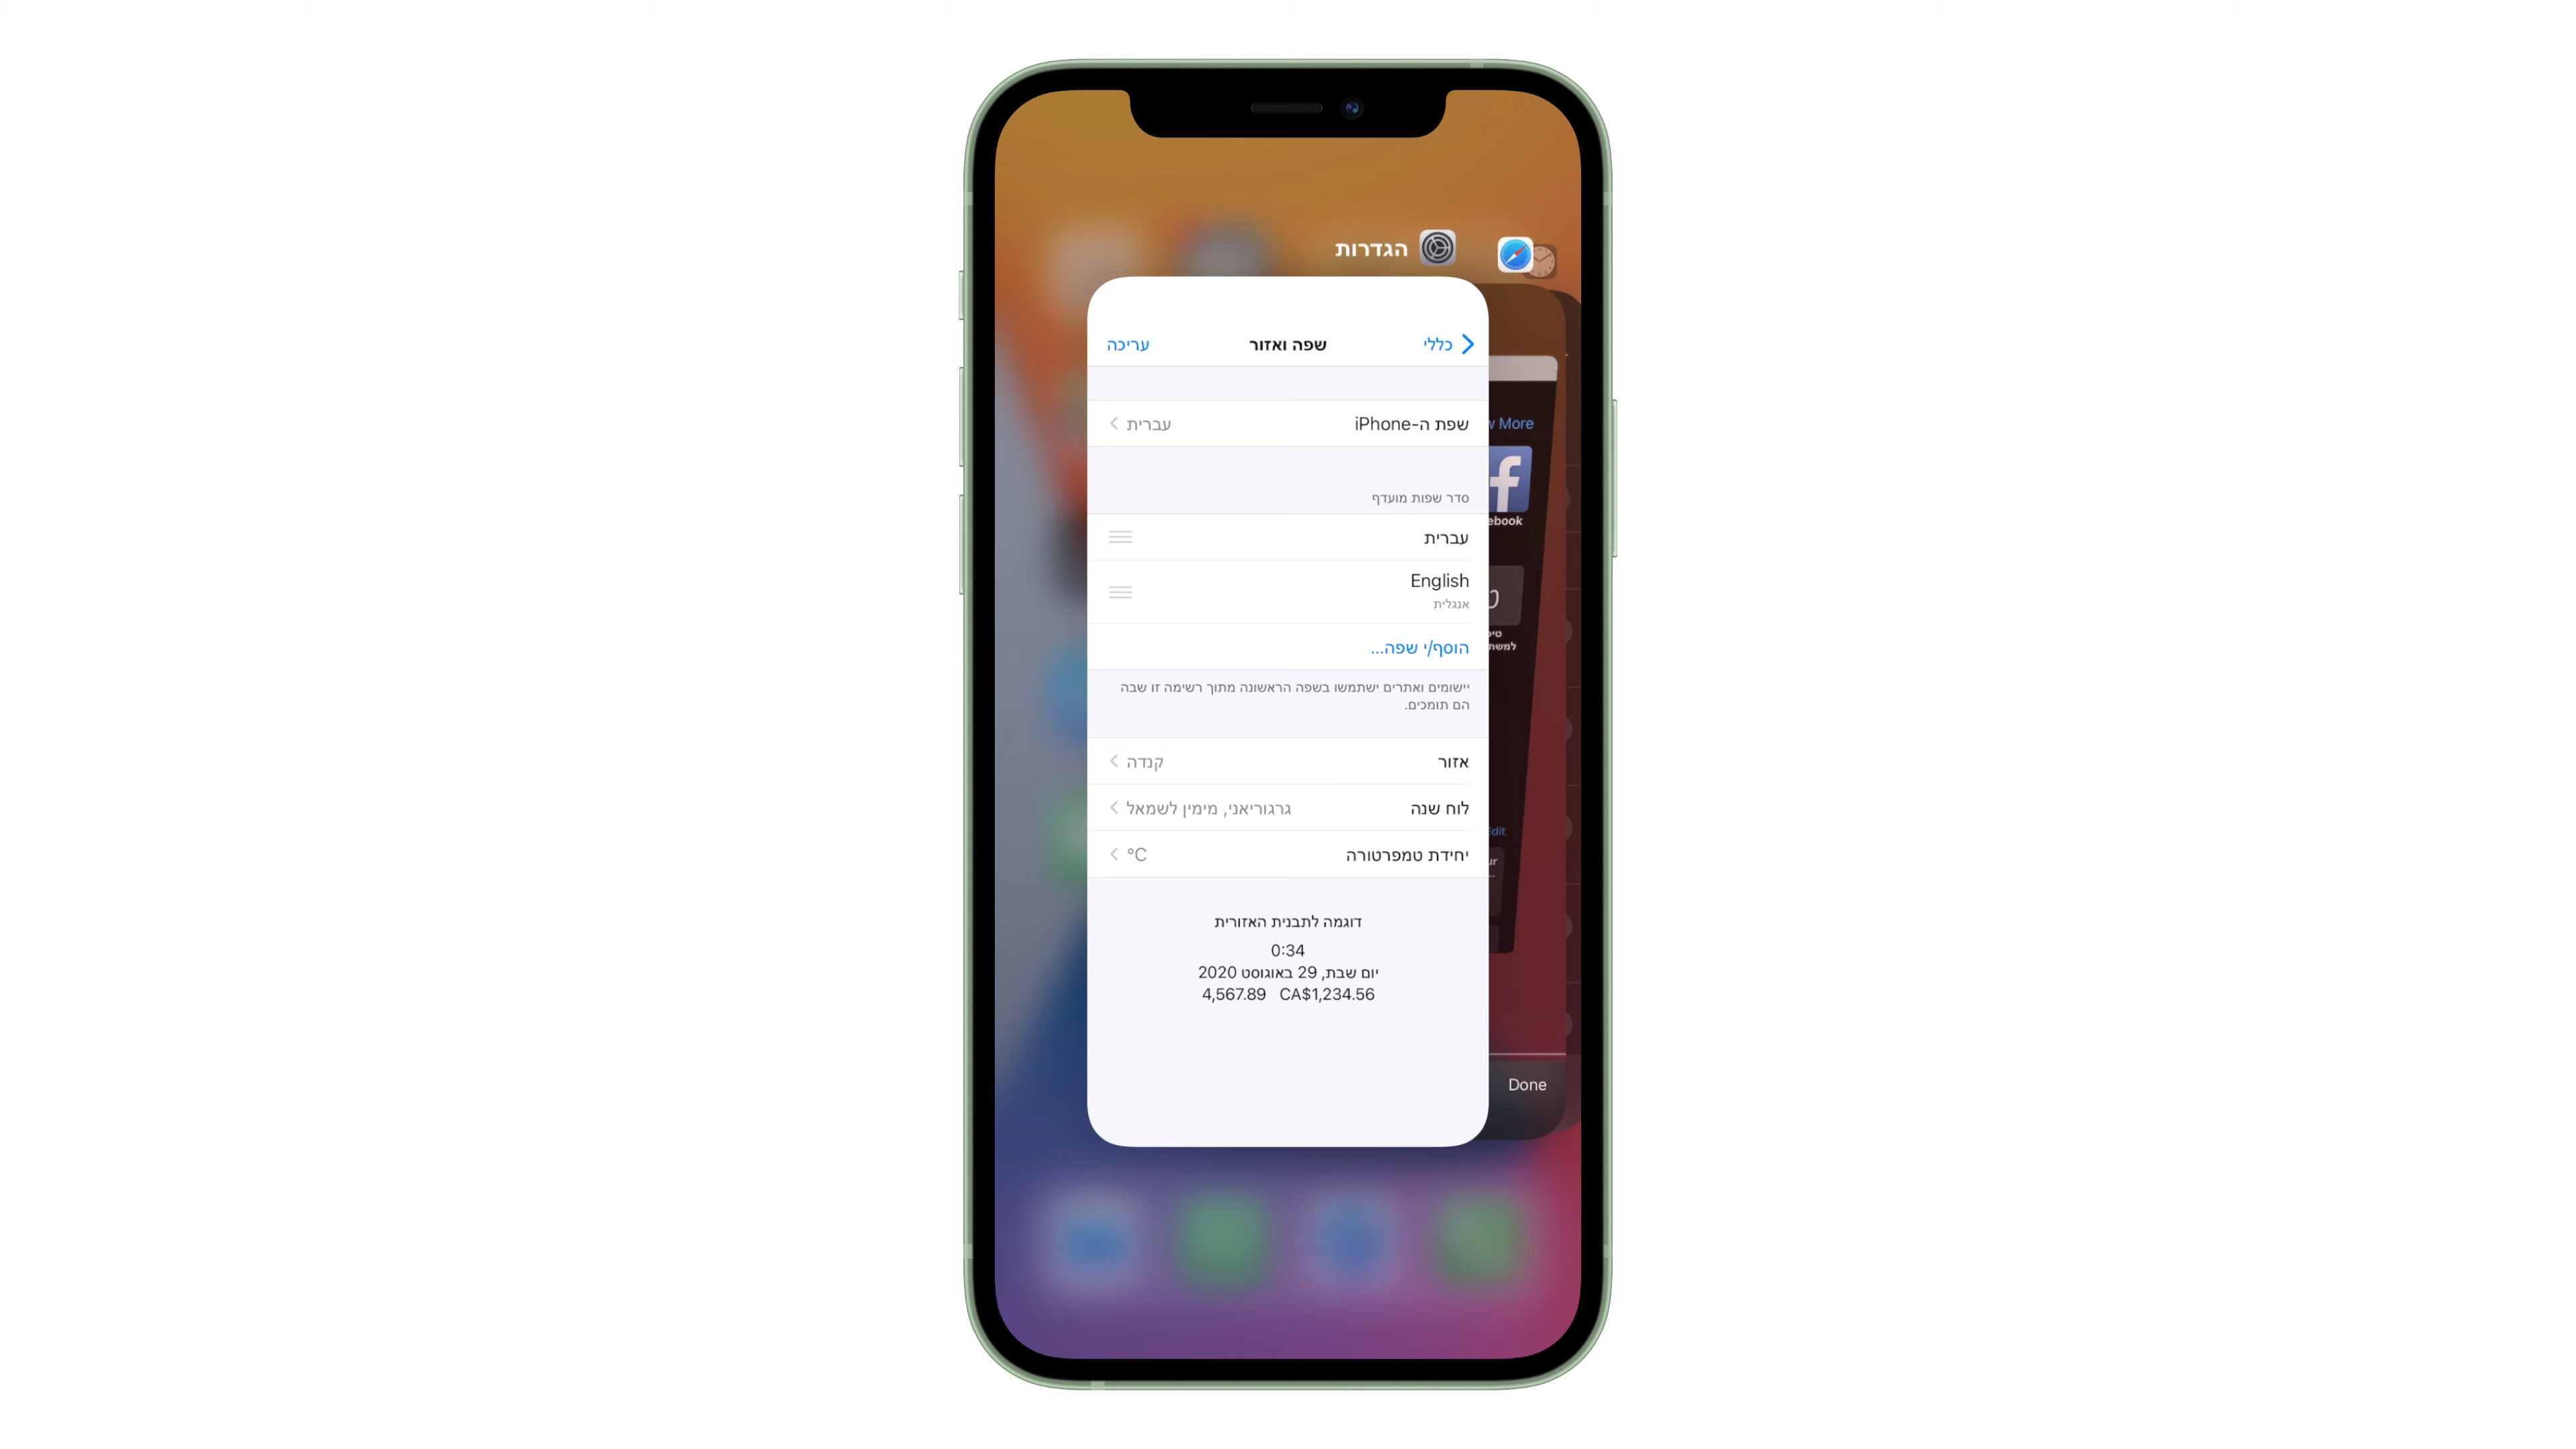 הגדרות
כללי
שפה ואזור
עריכה
שפת ה-iPhone
עברית
סדר שפות מועדף
עברית
English
אנגלית
הוסף/י שפה...
יישומים ואתרים ישתמשו בשפה הראשונה מתוך רשימה זו שבה
הם תומכים.
אזור
קנדה
לוח שנה
גרגוריאני, מימין לשמאל
יחידת טמפרטורה
°C
דוגמה לתבנית האזורית
0:34
יום שבת, 29 באוגוסט 2020
4,567.89 CA$1,234.56
More
Edit
Done